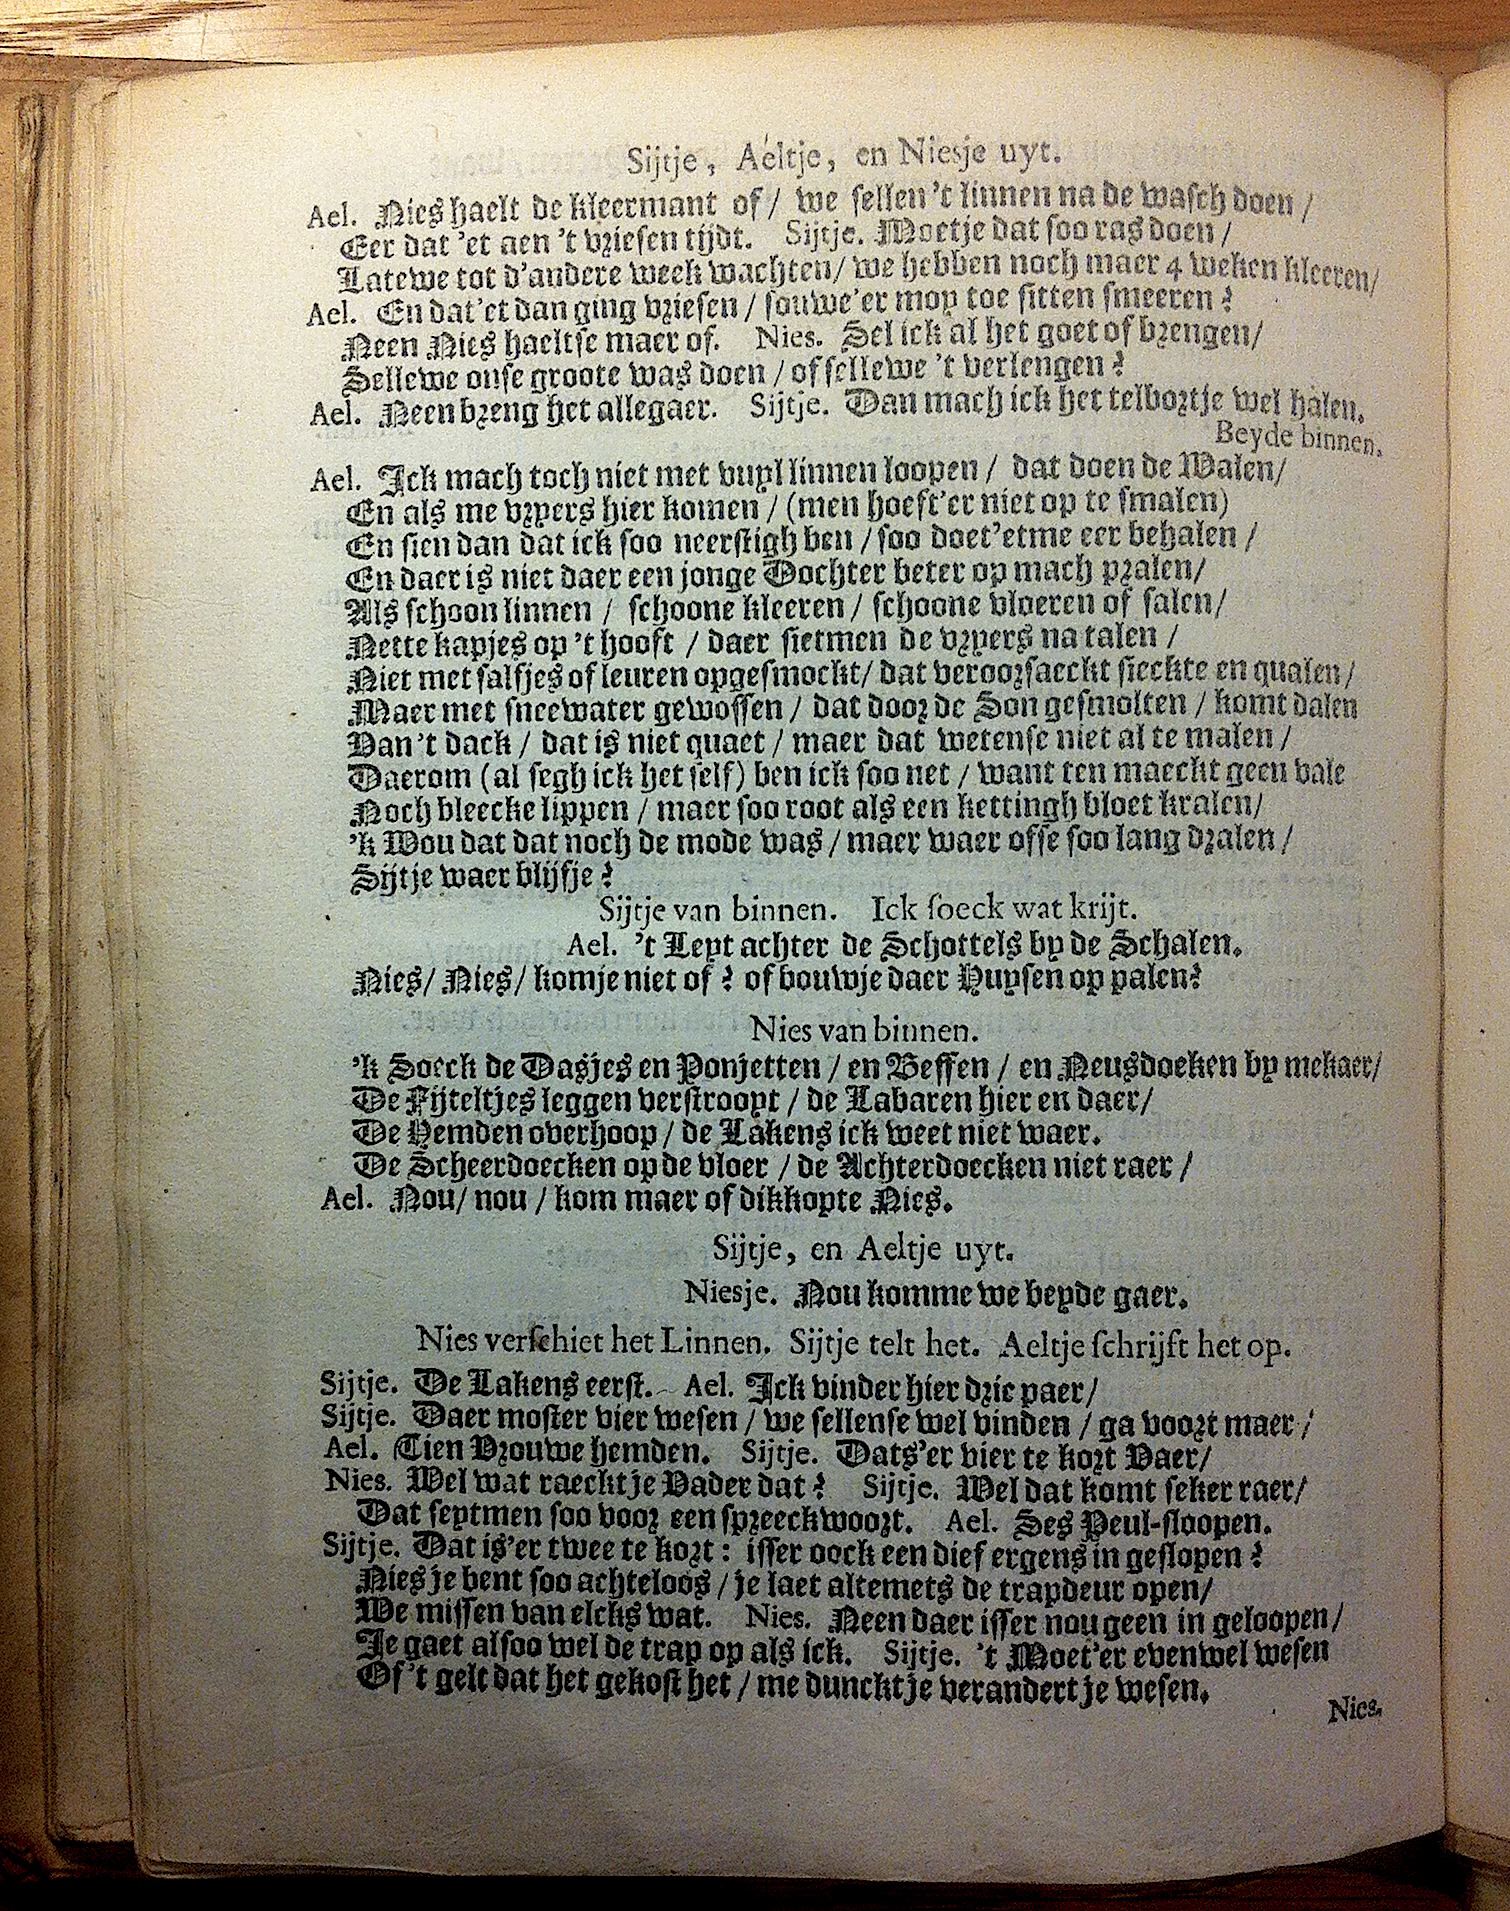 Sijtje, Aeltje, en Niesje uyt.
Ael. Nies haelt de kleermant of / we sellen 't linnen na de wasch doen /
Eer dat 'et aen 't vriesen tijdt. Sijtje. Moetje dat soo ras doen /
Latewe tot d'andere week wachten / we hebben noch maer 4 weken kleeren /
Ael. En dat'et dan ging vriesen / souwe'er moy toe sitten smeeren?
Neen Nies haeltse maer of. Nies. Sel ick al het goet of brengen /
Sellewe onse groote was doen / of sellewe 't verlengen?
Ael. Neen breng het allegaer. Sijtje. Dan mach ick het telbortje wel halen.
Beyde binnen.
Ael. Ick mach toch niet met vuyl linnen loopen / dat doen de Walen /
En als me vryers hier komen / (men hoeft'er niet op te smalen)
En sien dan dat ick soo neerstigh ben / soo doet'etme eer behalen /
En daer is niet daer een jonge Dochter beter op mach pralen /
Als schoon linnen / schoone kleeren / schoone vloeren of salen /
Nette kapjes op 't hooft / daer sietmen de vryers na talen /
Niet met salfjes of leuren opgesmockt / dat veroorsaeckt sieckte en qualen /
Maer met sneewater gewossen / dat door de Son gesmolten / komt dalen
Van 't dack / dat is niet quaet / maer dat wetense niet al te malen /
Daerom (al segh ick het self) ben ick soo net / want ten maeckt geen vale
Noch bleecke lippen / maer soo root als een kettingh bloet kralen /
'k Wou dat dat noch de mode was / maer waer osse soo lang dralen /
Sijtje waer blijfje?
Sijtje van binnen. Ick soeck wat krijt.
Ael. 't Leyt achter de Schottels by de Schalen.
Nies / Nies / komje niet of? of bouwje daer Huysen op palen?
Nies van binnen.
'k Soeck de Dasjes en Ponjetten / en Beffen / en Neusdoeken by mekaer /
De Fijteltjes leggen verstroopt / de Labaren hier en daer /
De Hemden overhoop / de Lakens ick weet niet waer.
De Scheerdoecken op de vloer / de Achterdoecken niet raer /
Ael. Nou / nou / kom maer of dikkopte Nies.
Sijtje, en Aeltje uyt.
Niesje. Nou komme we beyde gaer.
Nies verschiet het Linnen. Sijtje telt het. Aeltje schrijft het op.
Sijtje. De Lakens eerst. Ael. Ick vinder hier drie paer /
Sijtje. Daer moster vier wesen / we sellense wel vinden / ga voort maer /
Ael. Tien Vrouwe hemden. Sijtje. Dats'er vier te kort Vaer /
Nies. Wel wat raecktje Vader dat? Sijtje. Wel dat komt seker raer /
Dat seytmen soo voor een spreeckwoort. Ael. Ses Peul-sloopen.
Sijtje. Dat is'er twee te kort: isser oock een dief ergens in geslopen?
Nies je bent soo achteloos / je laet altemets de trapdeur open /
We missen van elcks wat. Nies. Neen daer isser nou geen in geloopen /
Je gaet alsoo wel de trap op als ick. Sijtje. 't Moet'er evenwel wesen
Of 't gelt dat het gekost het / me duncktje verandert je wesen.
Nies.